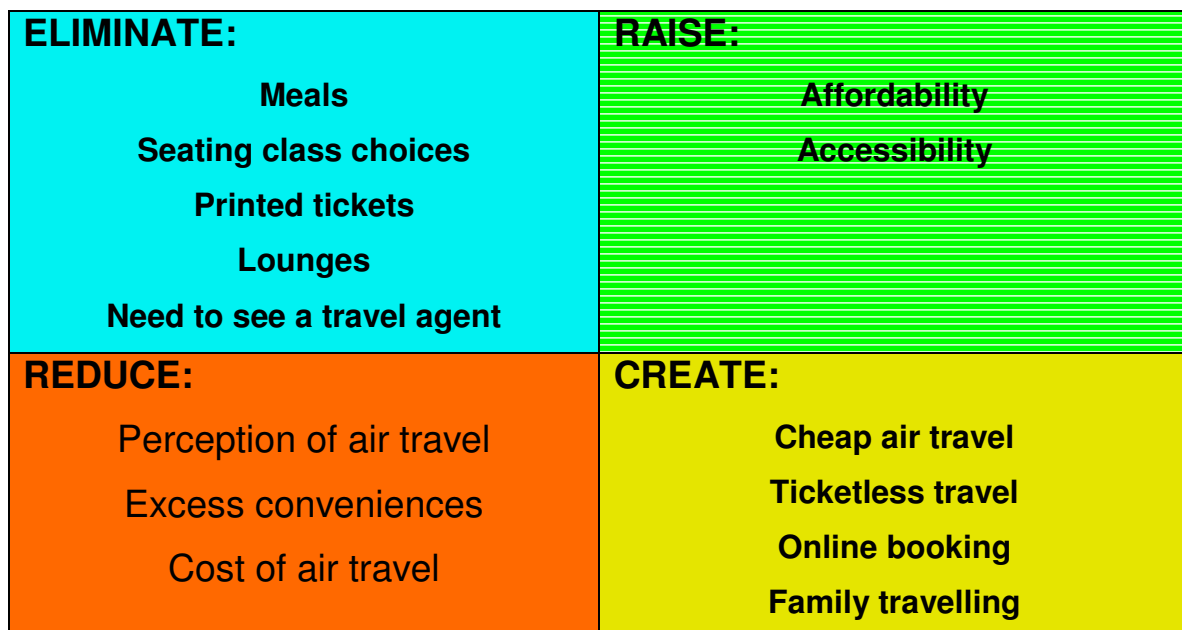 ELIMINATE:
Meals
Seating class choices
Printed tickets
Lounges
Need to see a travel agent
RAISE:
Affordability
Accessibility
REDUCE:
Perception of air travel
Excess conveniences
Cost of air travel
CREATE:
Cheap air travel
Ticketless travel
Online booking
Family travelling